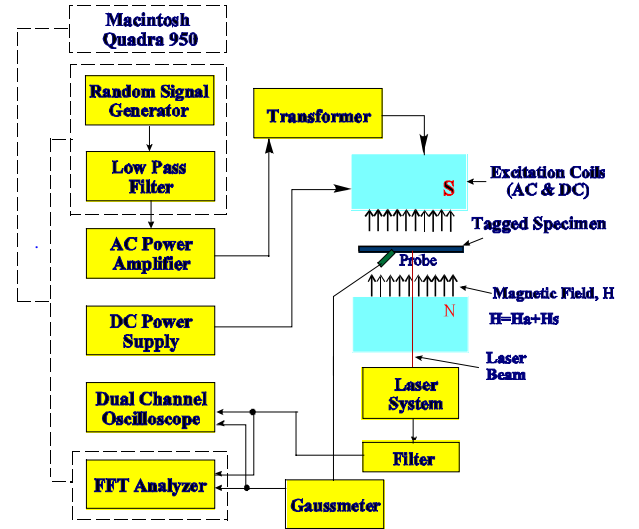 Macintosh
Quadra 950
Random Signal
Generator
Transformer
Low Pass
Filter
S
Excitation Coils
(AC & DC)
Tagged Specimen
AC Power
Amplifier
Probe
Magnetic Field, H
H=Ha+Hs
N
DC Power
Supply
Laser
Beam
Laser
System
Dual Channel
Oscilloscope
Filter
FFT Analyzer
Gaussmeter